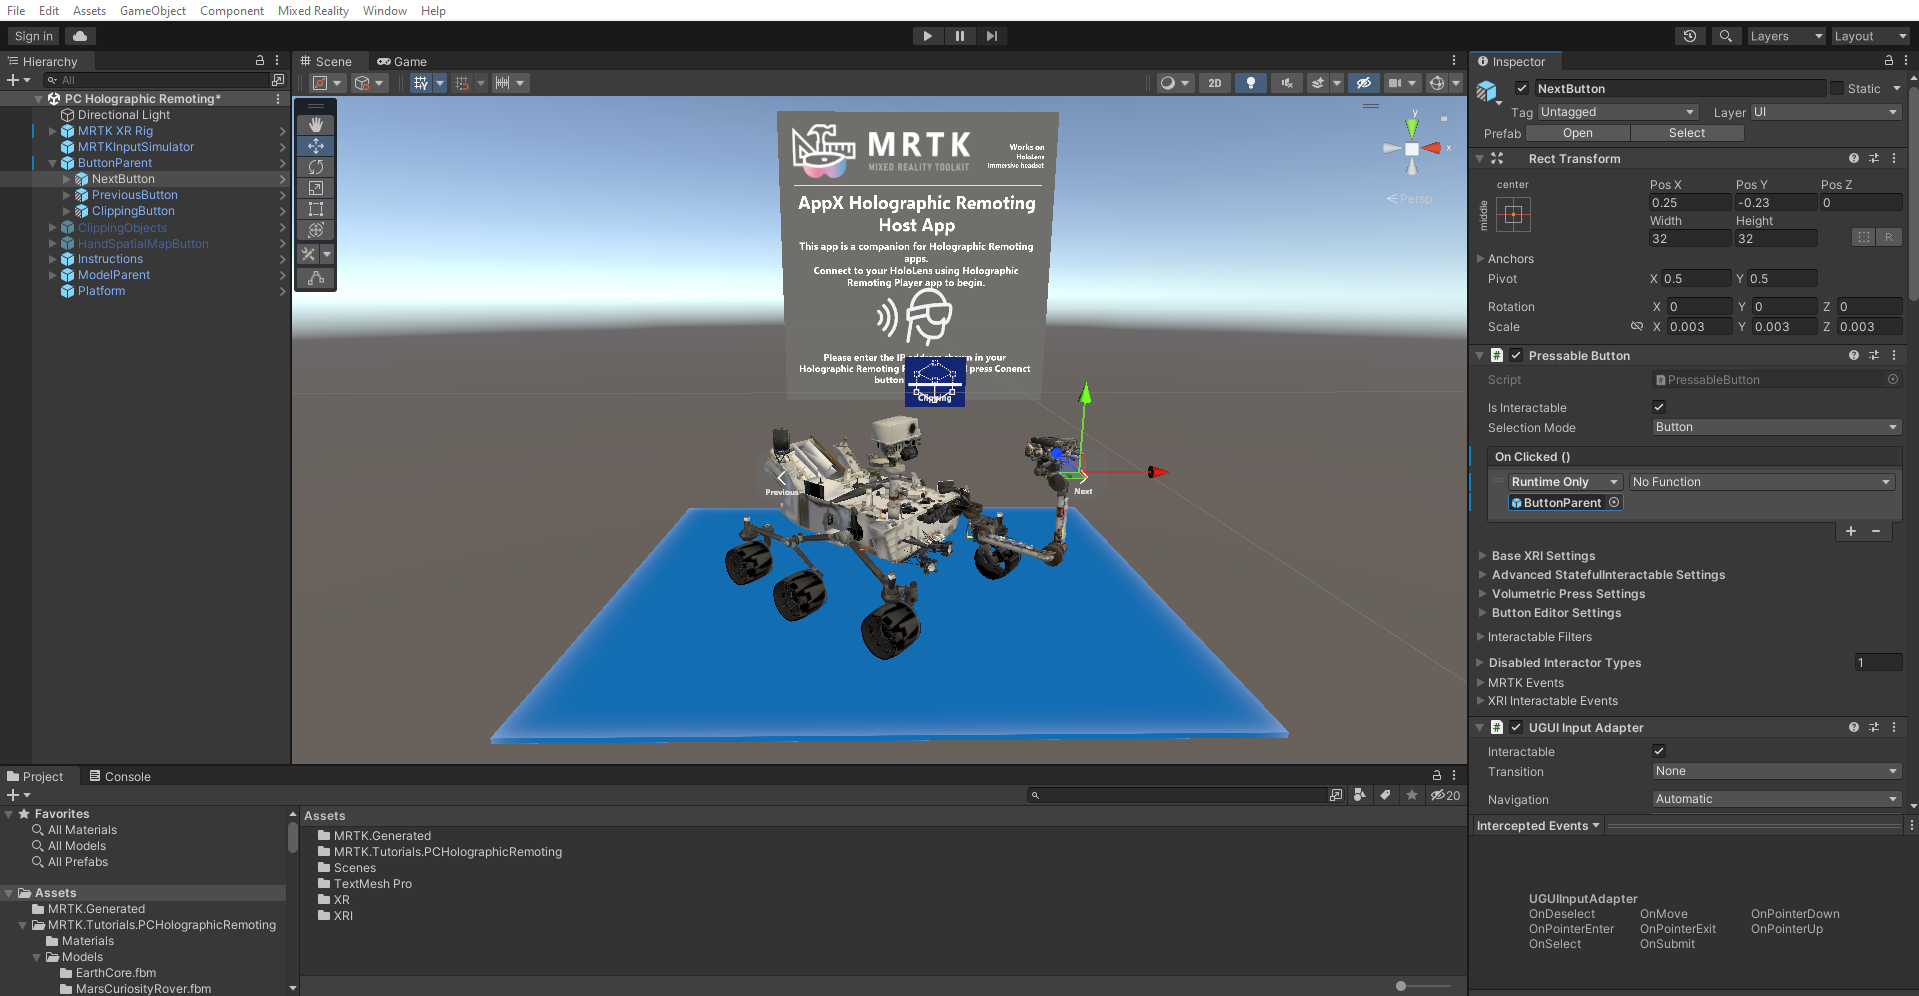 File Edit Assets GameObject Component Mixed Reality Window Help
Sign in
Layers Layout
Hierarchy
All
PC Holographic Remoting*
Directional Light
MRTK XR Rig
MRTKInputSimulator
ButtonParent
NextButton
PreviousButton
ClippingButton
ClippingObjects
HandSpatialMapButton
Instructions
ModelParent
Platform
Scene Game
2D
y
x
Persp
MRTK
MIXED REALITY TOOLKIT
Works on
HoloLens
Immersive headset
AppX Holographic Remoting
Host App
This app is a companion for Holographic Remoting
apps.
Connect to your HoloLens using Holographic
Remoting Player app to begin.
Please enter the IP address shown in your
Holographic Remoting press Conenct
button
Clipping
Previous
Next
Inspector
NextButton Static
Tag Untagged Layer UI
Prefab Open Select
Rect Transform
center
middle
Pos X Pos Y Pos Z
0.25 -0.23 0
Width Height
32 32
R
Anchors
Pivot X 0.5 Y 0.5
Rotation X 0 Y 0 Z 0
Scale X 0.003 Y 0.003 Z 0.003
# Pressable Button
Script PressableButton
Is Interactable
Selection Mode Button
On Clicked ()
Runtime Only No Function
ButtonParent
+ −
Base XRI Settings
Advanced StatefulInteractable Settings
Volumetric Press Settings
Button Editor Settings
Interactable Filters
Disabled Interactor Types 1
MRTK Events
XRI Interactable Events
# UGUI Input Adapter
Interactable
Transition None
Navigation Automatic
Intercepted Events
UGUIInputAdapter
OnDeselect OnMove OnPointerDown
OnPointerEnter OnPointerExit OnPointerUp
OnSelect OnSubmit
Project Console
20
Favorites
All Materials
All Models
All Prefabs
Assets
MRTK.Generated
MRTK.Tutorials.PCHolographicRemoting
Materials
Models
EarthCore.fbm
MarsCuriosityRover.fbm
Assets
MRTK.Generated
MRTK.Tutorials.PCHolographicRemoting
Scenes
TextMesh Pro
XR
XRI